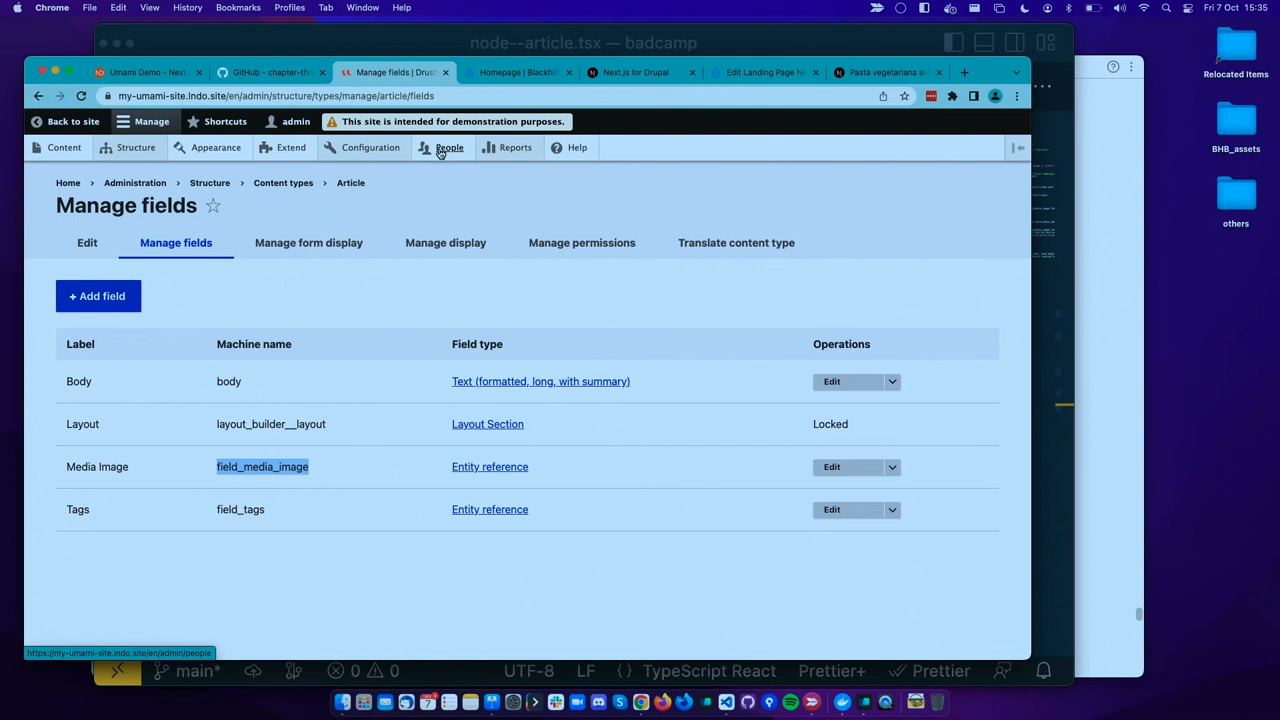 Chrome File Edit View History Bookmarks Profiles Tab Window Help Fri 7 Oct 15:35
node--article.tsx — badcamp
Umami Demo - Next GitHub - chapter-thr Manage fields | Drush Homepage | Blackhill Next.js for Drupal Edit Landing Page Ne Pasta vegetariana al
my-umami-site.lndo.site/en/admin/structure/types/manage/article/fields
Back to site Manage Shortcuts admin This site is intended for demonstration purposes.
Content Structure Appearance Extend Configuration People Reports Help
Home › Administration › Structure › Content types › Article
Manage fields
Edit Manage fields Manage form display Manage display Manage permissions Translate content type
+ Add field
Label Machine name Field type Operations
Body body Text (formatted, long, with summary) Edit
Layout layout_builder__layout Layout Section Locked
Media Image field_media_image Entity reference Edit
Tags field_tags Entity reference Edit
https://my-umami-site.lndo.site/en/admin/people
main* 0 0 UTF-8 LF {} TypeScript React Prettier+ Prettier
Relocated Items
BHB_assets
others